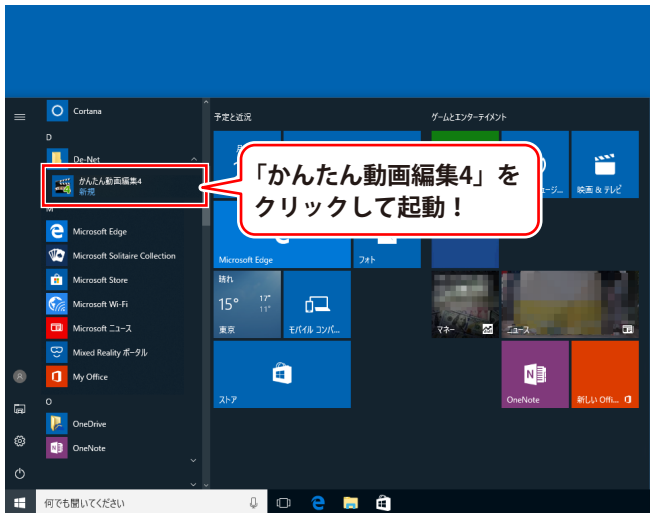 Cortana
D
De-Net
かんたん動画編集4
新規
M
Microsoft Edge
Microsoft Solitaire Collection
Microsoft Store
Microsoft Wi-Fi
Microsoft ニュース
Mixed Reality ポータル
My Office
O
OneDrive
OneNote
何でも聞いてください
予定と近況
ゲームとエンターテイメント
「かんたん動画編集4」を
クリックして起動！
映画 & テレビ
Microsoft Edge
フォト
晴れ
15°
17°
11°
東京
モバイル コンパ...
マネー
ニュース
ストア
OneNote
新しい Offi...